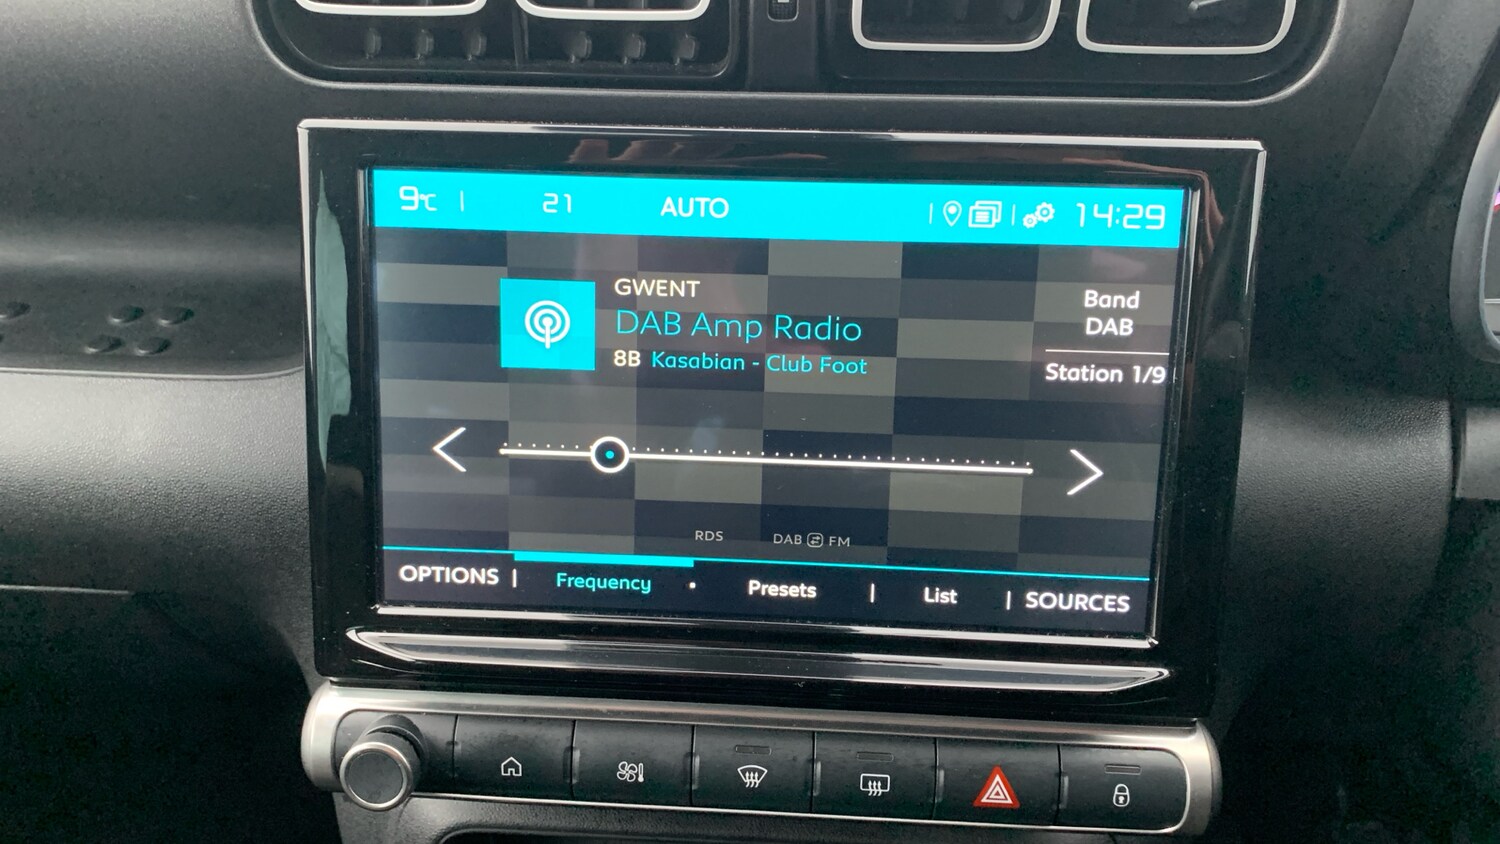 9°C | 21 AUTO | | 14:29
GWENT
DAB Amp Radio
8B Kasabian - Club Foot
Band
DAB
Station 1/9
RDS DAB FM
OPTIONS | Frequency · Presets | List | SOURCES